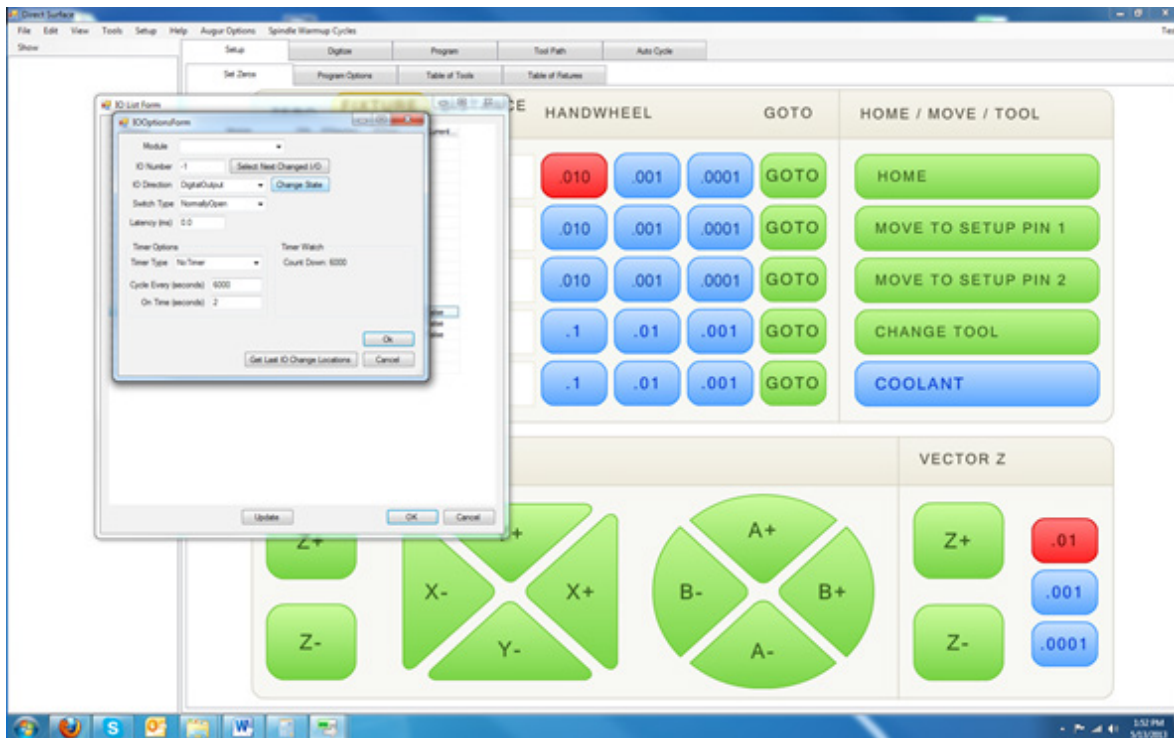 Direct Surface
File Edit View Tools Setup Help Augur Options Spindle Warmup Cycles
Show
Setup Digitize Program Tool Path Auto Cycle
Set Zeros Program Options Table of Tools Table of Fixtures
IO List Form
IOOptionsForm
Module
IO Number -1 Select Next Changed I/O
IO Direction DigitalOutput Change State
Switch Type NormallyOpen
Latency (ms) 0.0
Timer Options Timer Watch
Timer Type NoTimer Count Down: 6000
Cycle Every (seconds) 6000
On Time (seconds) 2
Ok
Get Last IO Change Locations Cancel
Update OK Cancel
HANDWHEEL GOTO HOME / MOVE / TOOL
.010 .001 .0001 GOTO HOME
.010 .001 .0001 GOTO MOVE TO SETUP PIN 1
.010 .001 .0001 GOTO MOVE TO SETUP PIN 2
.1 .01 .001 GOTO CHANGE TOOL
.1 .01 .001 GOTO COOLANT
VECTOR Z
Z+ A+ Z+ .01
X- X+ B- B+ .001
Z- Y- A- Z- .0001
1:52 PM
5/13/2013